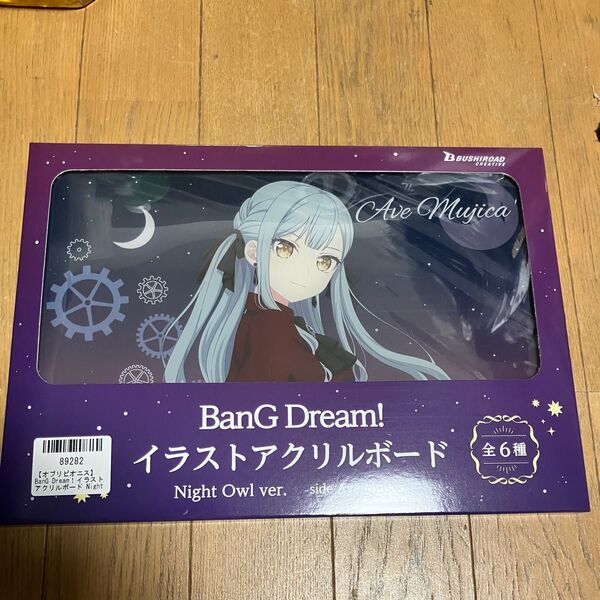 BUSHIROAD
CREATIVE
Ave Mujica
BanG Dream!
イラストアクリルボード
全6種
Night Owl ver.
-side
89282
【オブリビオニス】
BanG Dream！イラスト
アクリルボード Night